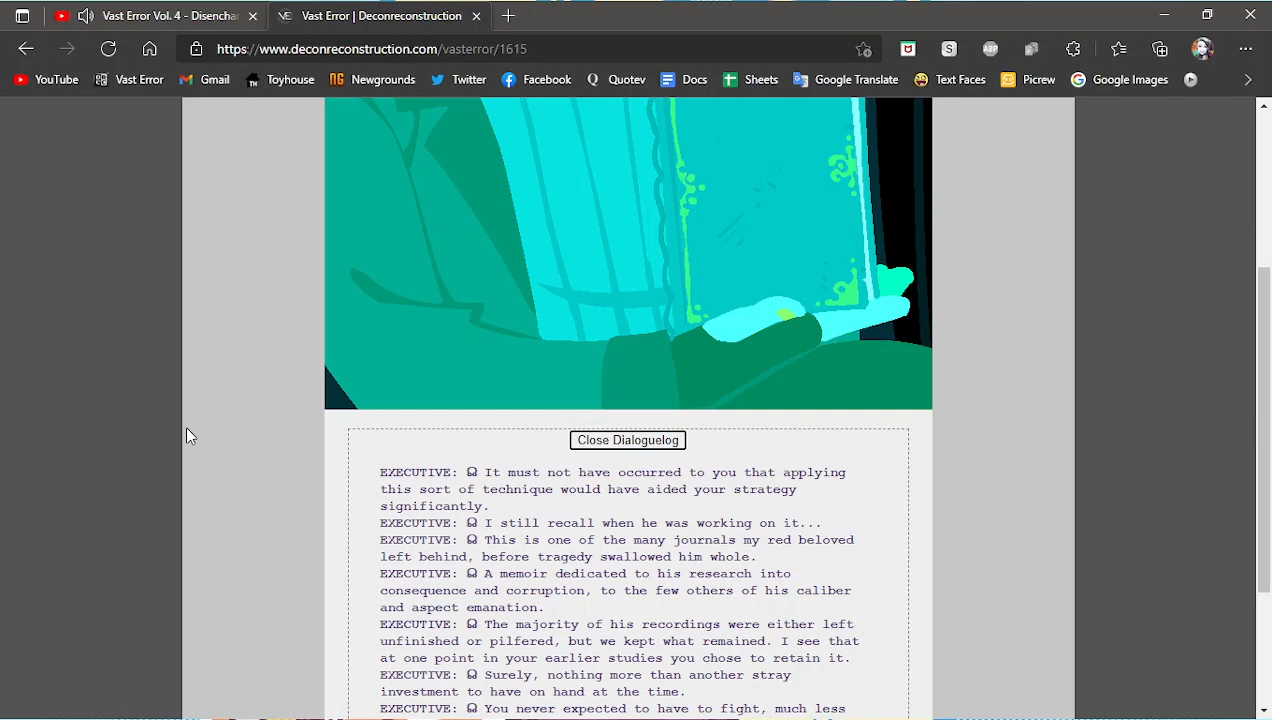 Vast Error Vol. 4 - Disencha
Vast Error | Deconreconstruction
https://www.deconreconstruction.com/vasterror/1615
YouTube Vast Error Gmail Toyhouse Newgrounds Twitter Facebook Quotev Docs Sheets Google Translate Text Faces Picrew Google Images
Close Dialoguelog
EXECUTIVE: ☊ It must not have occurred to you that applying
this sort of technique would have aided your strategy
significantly.
EXECUTIVE: ☊ I still recall when he was working on it...
EXECUTIVE: ☊ This is one of the many journals my red beloved
left behind, before tragedy swallowed him whole.
EXECUTIVE: ☊ A memoir dedicated to his research into
consequence and corruption, to the few others of his caliber
and aspect emanation.
EXECUTIVE: ☊ The majority of his recordings were either left
unfinished or pilfered, but we kept what remained. I see that
at one point in your earlier studies you chose to retain it.
EXECUTIVE: ☊ Surely, nothing more than another stray
investment to have on hand at the time.
EXECUTIVE: ☊ You never expected to have to fight, much less